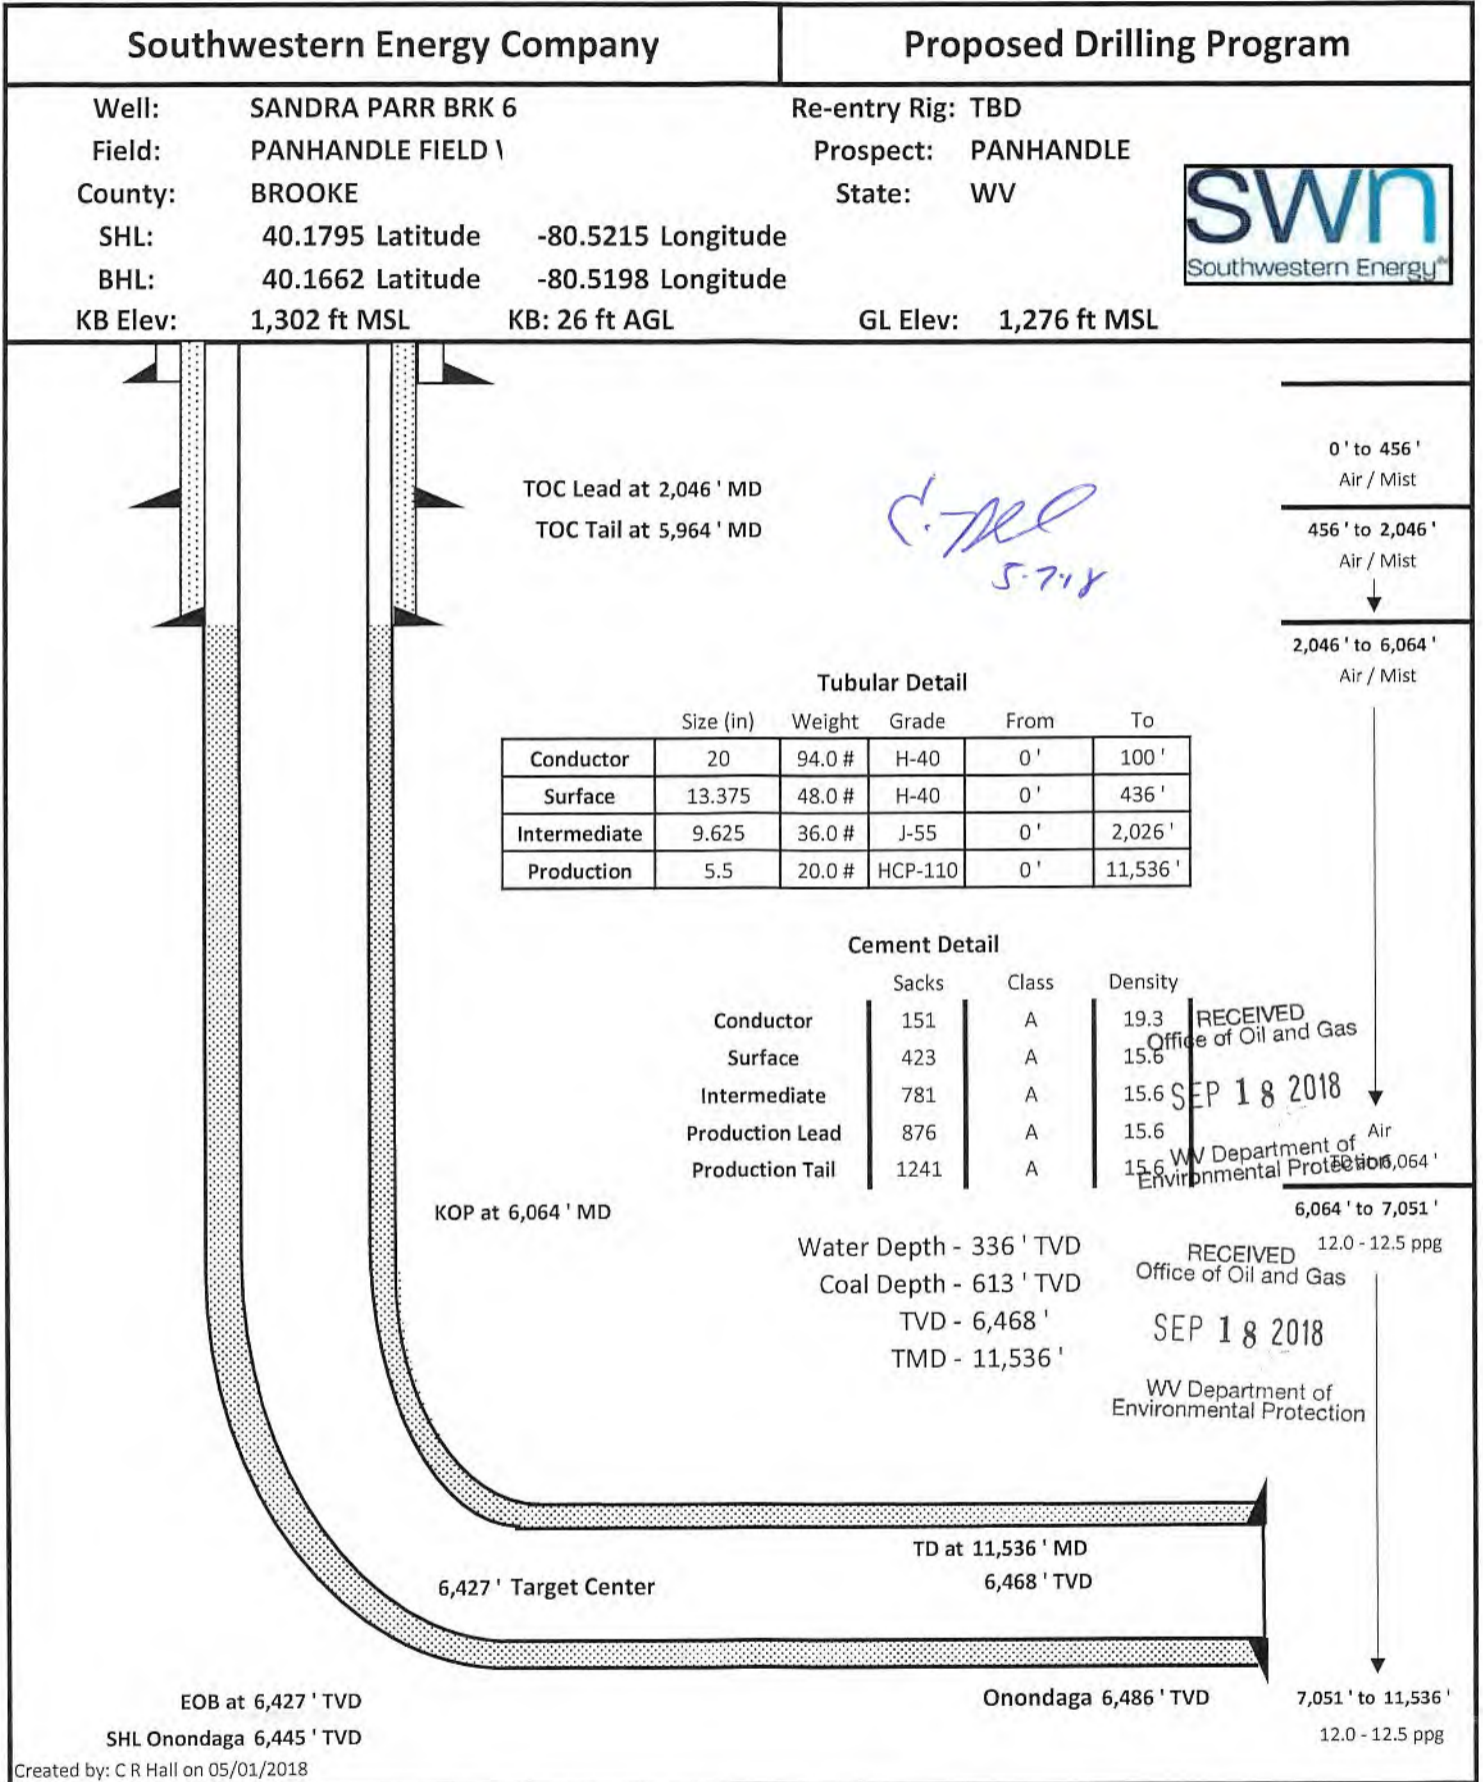 Southwestern Energy Company
Proposed Drilling Program
Well: SANDRA PARR BRK 6
Re-entry Rig: TBD
Field: PANHANDLE FIELD \
Prospect: PANHANDLE
County: BROOKE
State: WV
SHL: 40.1795 Latitude -80.5215 Longitude
BHL: 40.1662 Latitude -80.5198 Longitude
KB Elev: 1,302 ft MSL KB: 26 ft AGL GL Elev: 1,276 ft MSL
swn
Southwestern Energy®
0 ' to 456 '
Air / Mist
TOC Lead at 2,046 ' MD
TOC Tail at 5,964 ' MD
5-7-18
456 ' to 2,046 '
Air / Mist
2,046 ' to 6,064 '
Air / Mist
Tubular Detail
Size (in) Weight Grade From To
Conductor 20 94.0 # H-40 0 ' 100 '
Surface 13.375 48.0 # H-40 0 ' 436 '
Intermediate 9.625 36.0 # J-55 0 ' 2,026 '
Production 5.5 20.0 # HCP-110 0 ' 11,536 '
Cement Detail
Sacks Class Density
Conductor 151 A 19.3
Surface 423 A 15.6
Intermediate 781 A 15.6
Production Lead 876 A 15.6
Production Tail 1241 A 15.6
RECEIVED
Office of Oil and Gas
SEP 18 2018
WV Department of
Environmental Protection
Air
6,064 '
KOP at 6,064 ' MD
6,064 ' to 7,051 '
12.0 - 12.5 ppg
Water Depth - 336 ' TVD
Coal Depth - 613 ' TVD
TVD - 6,468 '
TMD - 11,536 '
RECEIVED
Office of Oil and Gas
SEP 18 2018
WV Department of
Environmental Protection
TD at 11,536 ' MD
6,468 ' TVD
6,427 ' Target Center
EOB at 6,427 ' TVD
SHL Onondaga 6,445 ' TVD
Onondaga 6,486 ' TVD
7,051 ' to 11,536 '
12.0 - 12.5 ppg
Created by: C R Hall on 05/01/2018